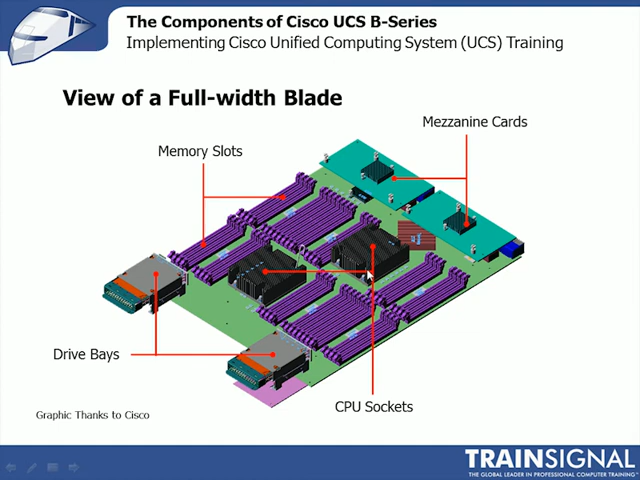 The Components of Cisco UCS B-Series
Implementing Cisco Unified Computing System (UCS) Training
View of a Full-width Blade
Mezzanine Cards
Memory Slots
Drive Bays
CPU Sockets
Graphic Thanks to Cisco
TRAINSIGNAL
THE GLOBAL LEADER IN PROFESSIONAL COMPUTER TRAINING